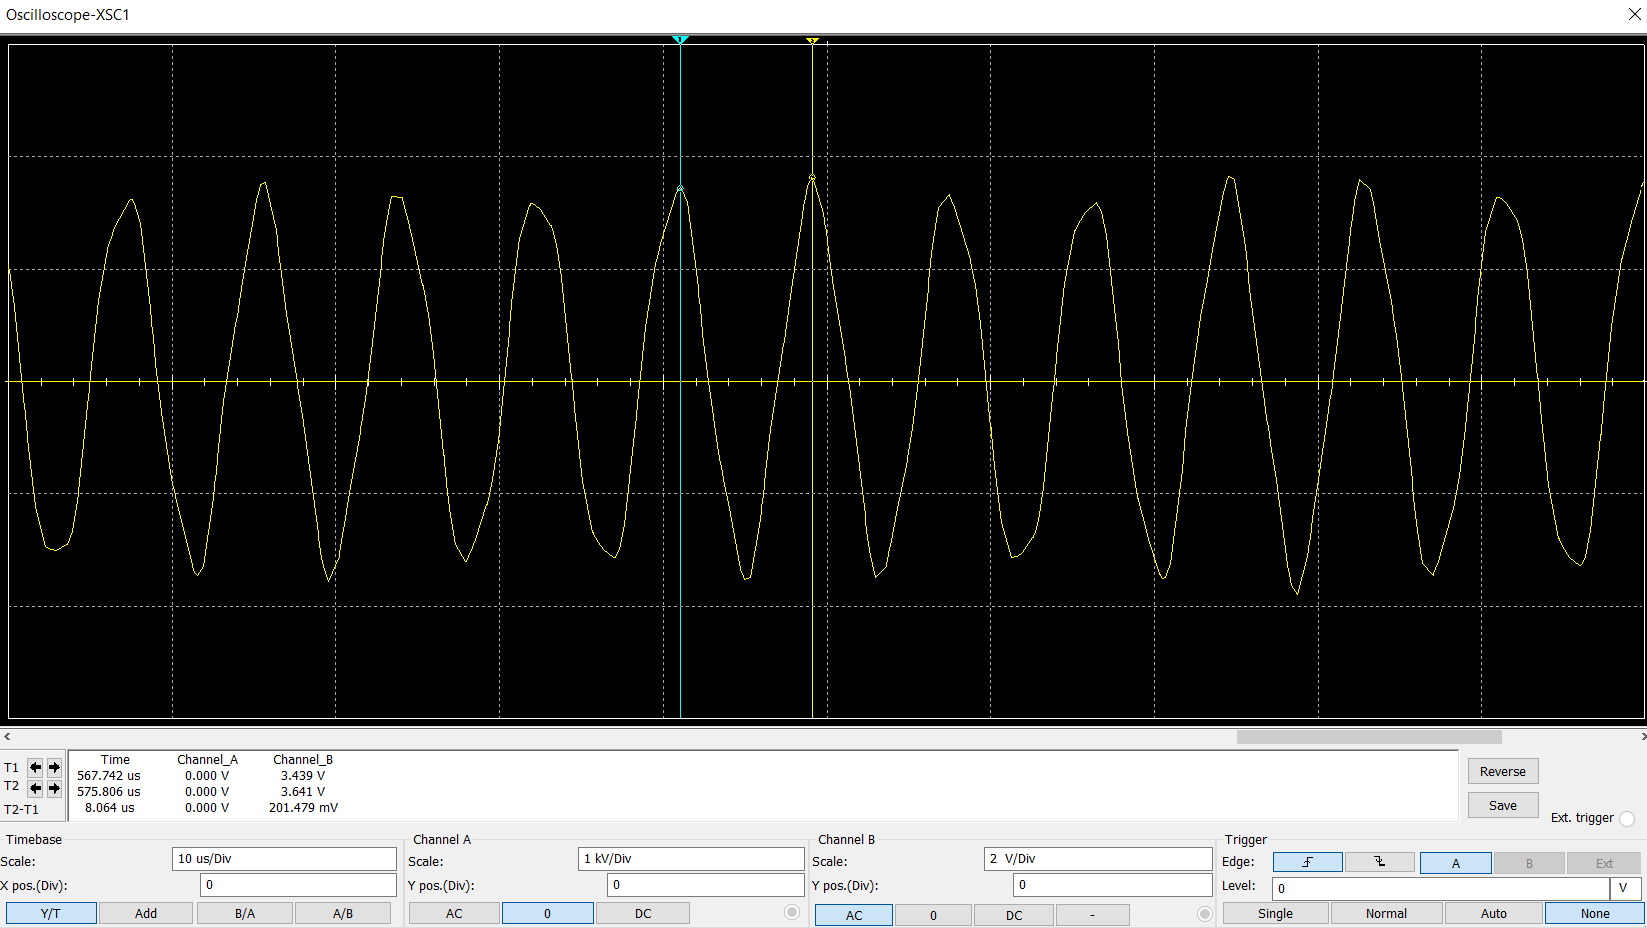 Oscilloscope-XSC1
1
2
T1
T2
T2-T1
Time Channel_A Channel_B
567.742 us 0.000 V 3.439 V
575.806 us 0.000 V 3.641 V
8.064 us 0.000 V 201.479 mV
Reverse
Save
Ext. trigger
Timebase
Scale: 10 us/Div
X pos.(Div): 0
Y/T Add B/A A/B
Channel A
Scale: 1 kV/Div
Y pos.(Div): 0
AC 0 DC
Channel B
Scale: 2 V/Div
Y pos.(Div): 0
AC 0 DC -
Trigger
Edge: A B Ext
Level: 0 V
Single Normal Auto None